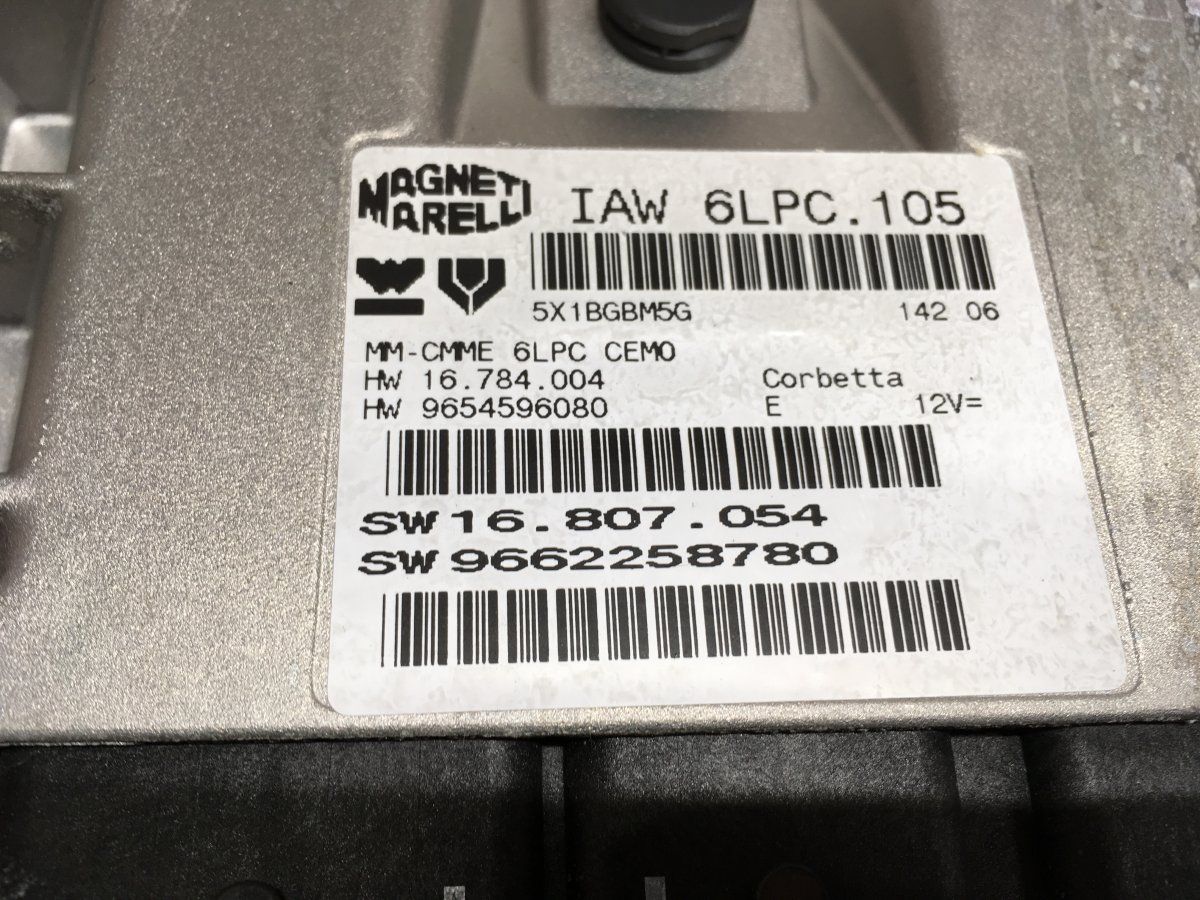 MAGNETI
MARELLI
IAW 6LPC.105
5X1BGBM5G 142 06
MM-CMME 6LPC CEMO
HW 16.784.004 Corbetta
HW 9654596080 E 12V=
SW 16.807.054
SW 9662258780